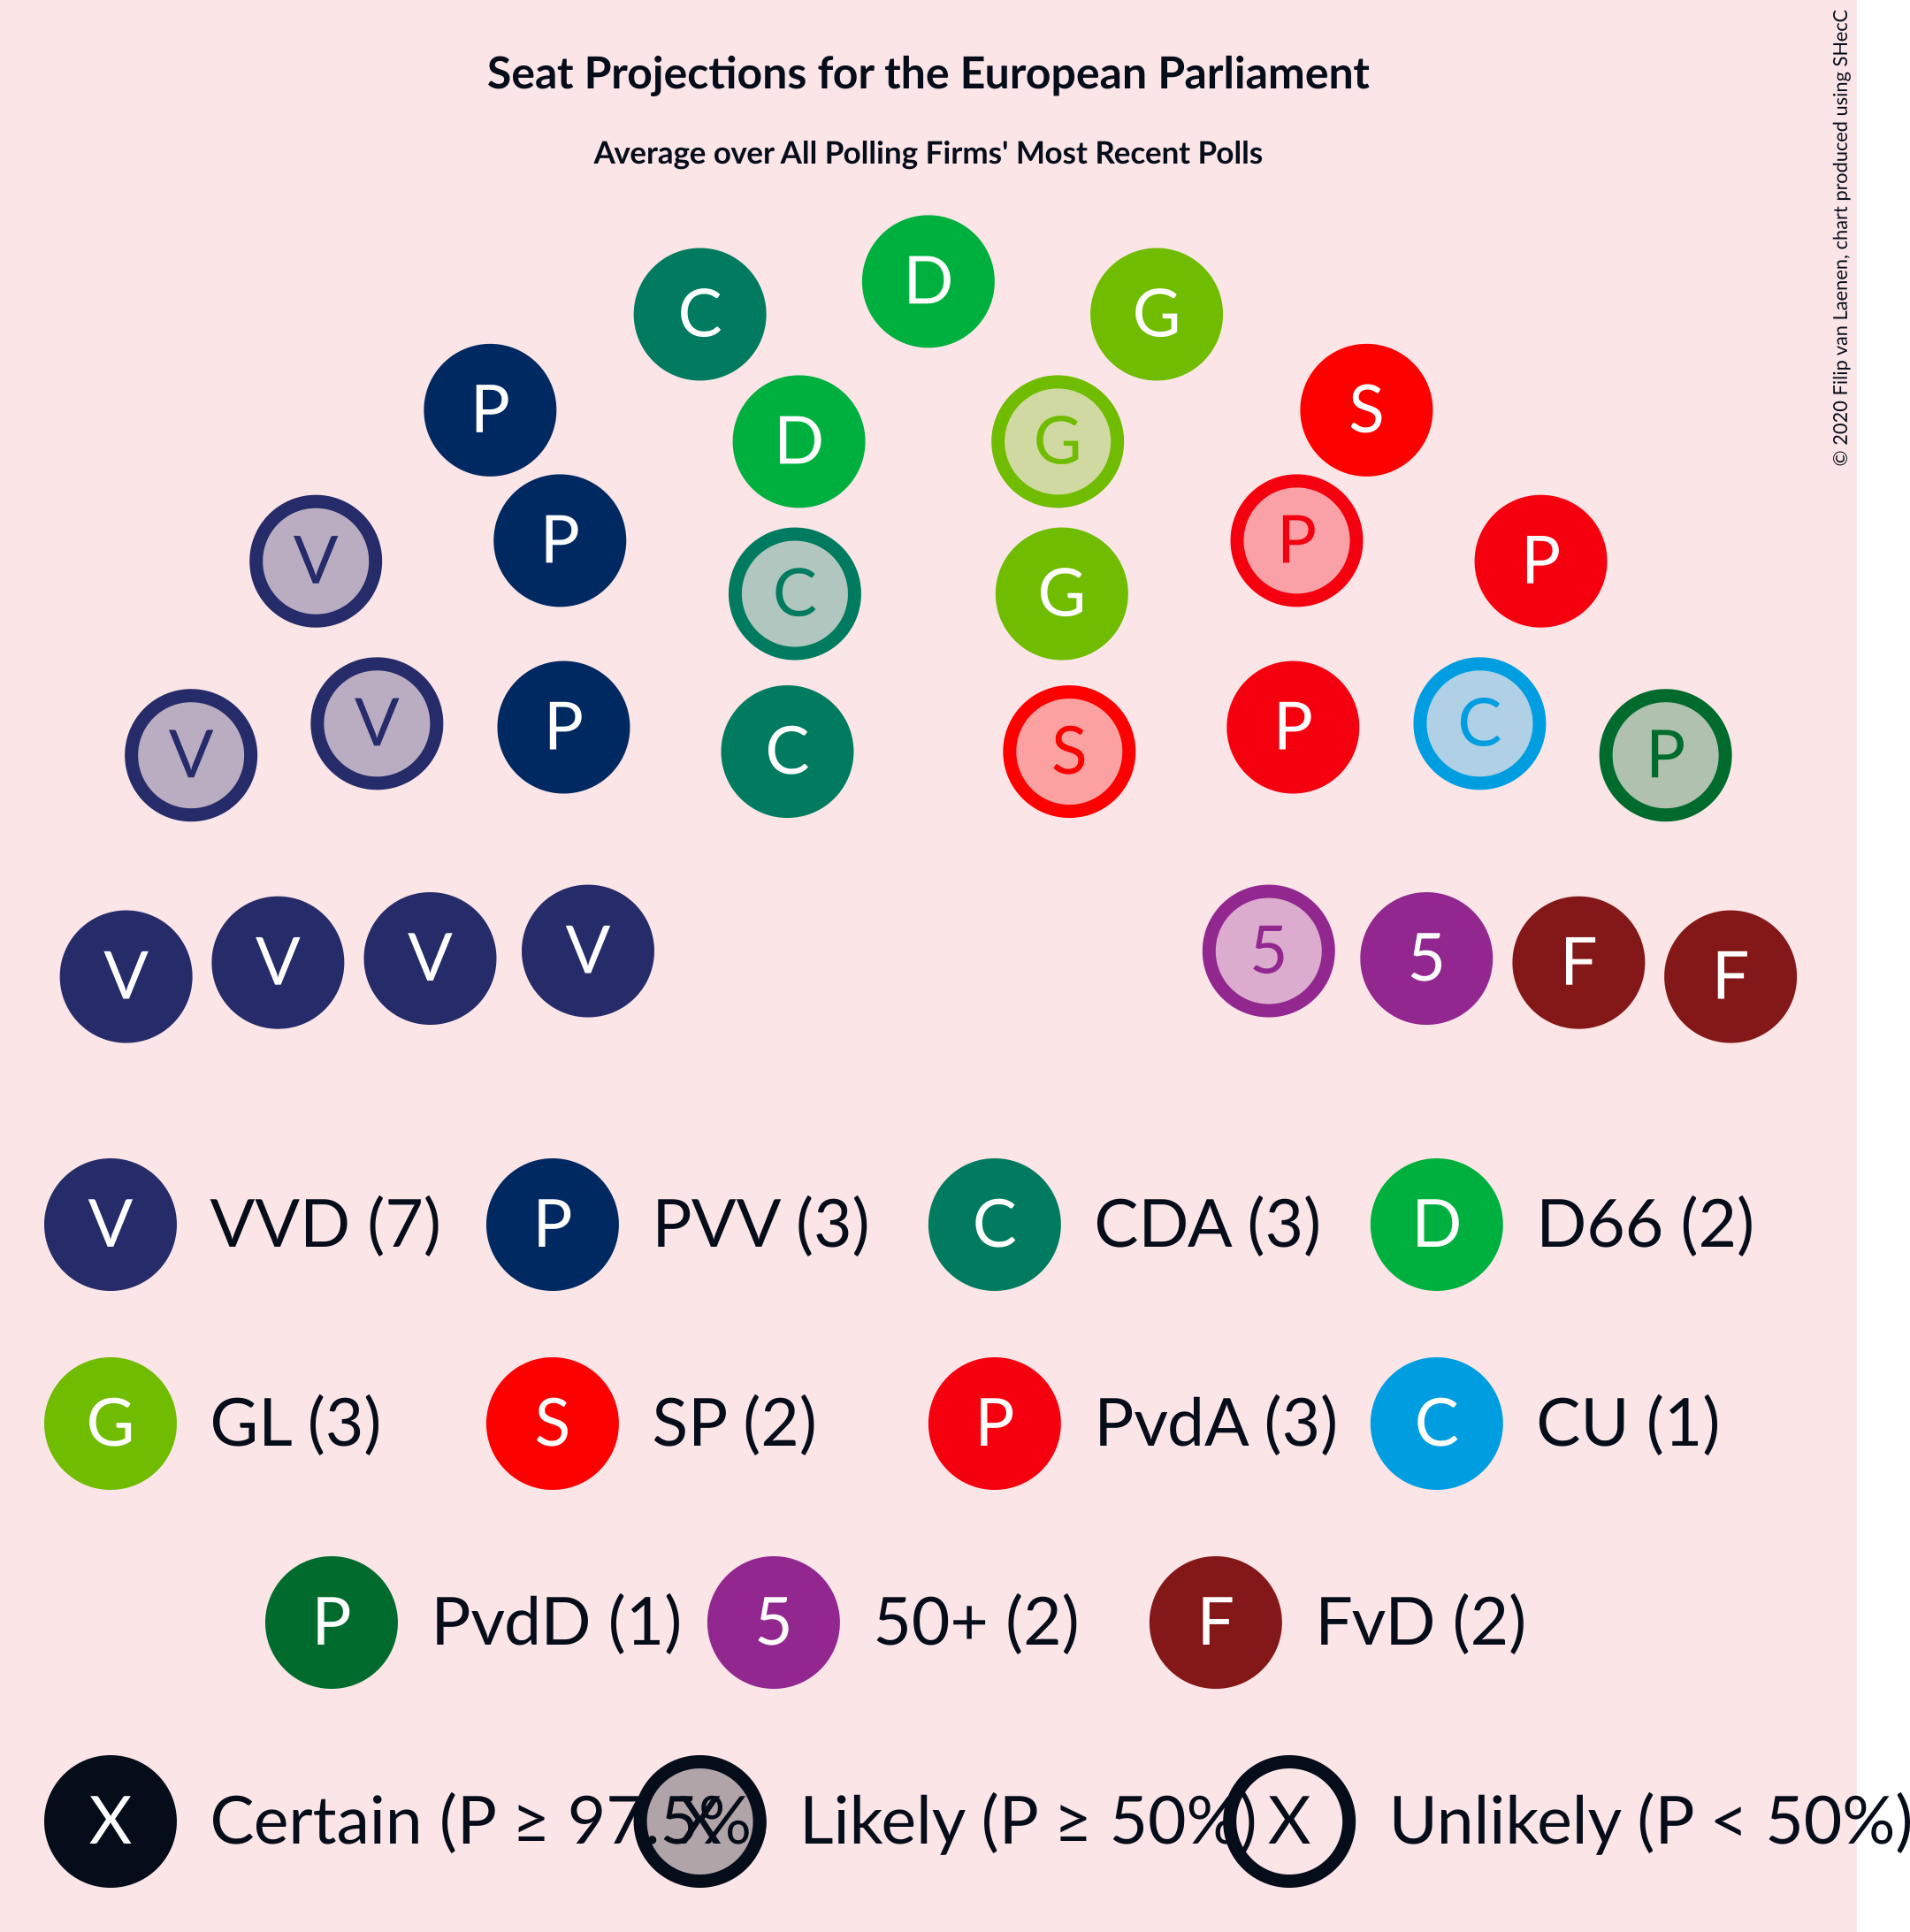 Seat Projections for the European Parliament
Average over All Polling Firms' Most Recent Polls
© 2020 Filip van Laenen, chart produced using SHecC
D
C G
P S
D G
P P
V P
C G
V P
P P
C S
V C
V P
V V V V 5 5 F F
V VVD (7) P PVV (3) C CDA (3) D D66 (2)
G GL (3) S SP (2) P PvdA (3) C CU (1)
P PvdD (1) 5 50+ (2) F FvD (2)
X Certain (P ≥ 97.5% X Likely (P ≥ 50%) X Unlikely (P < 50%)